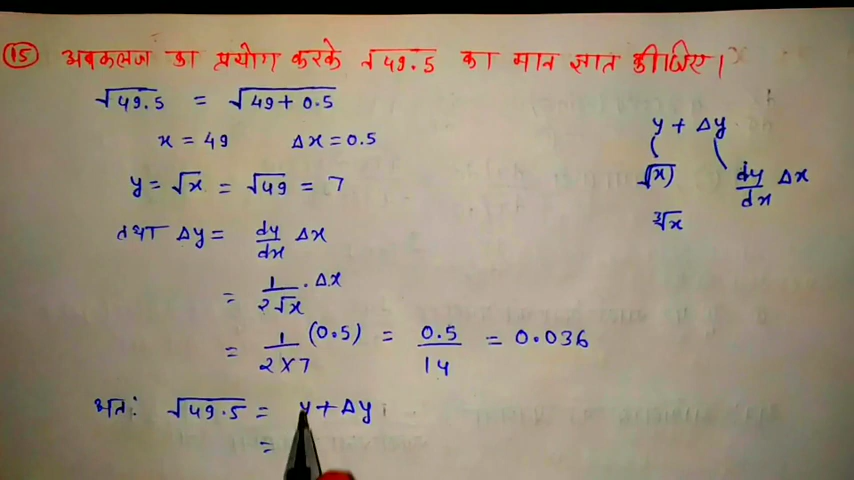 15 अवकलज का प्रयोग करके √49.5 का मान ज्ञात कीजिए।
√49.5 = √49+0.5
x = 49 Δx = 0.5
y = √x = √49 = 7
तथा Δy = dy/dx Δx
= 1/2√x . Δx
= 1/2×7 (0.5) = 0.5/14 = 0.036
अतः √49.5 = y + Δy
=
y + Δy
√x) dy/dx Δx
∛x